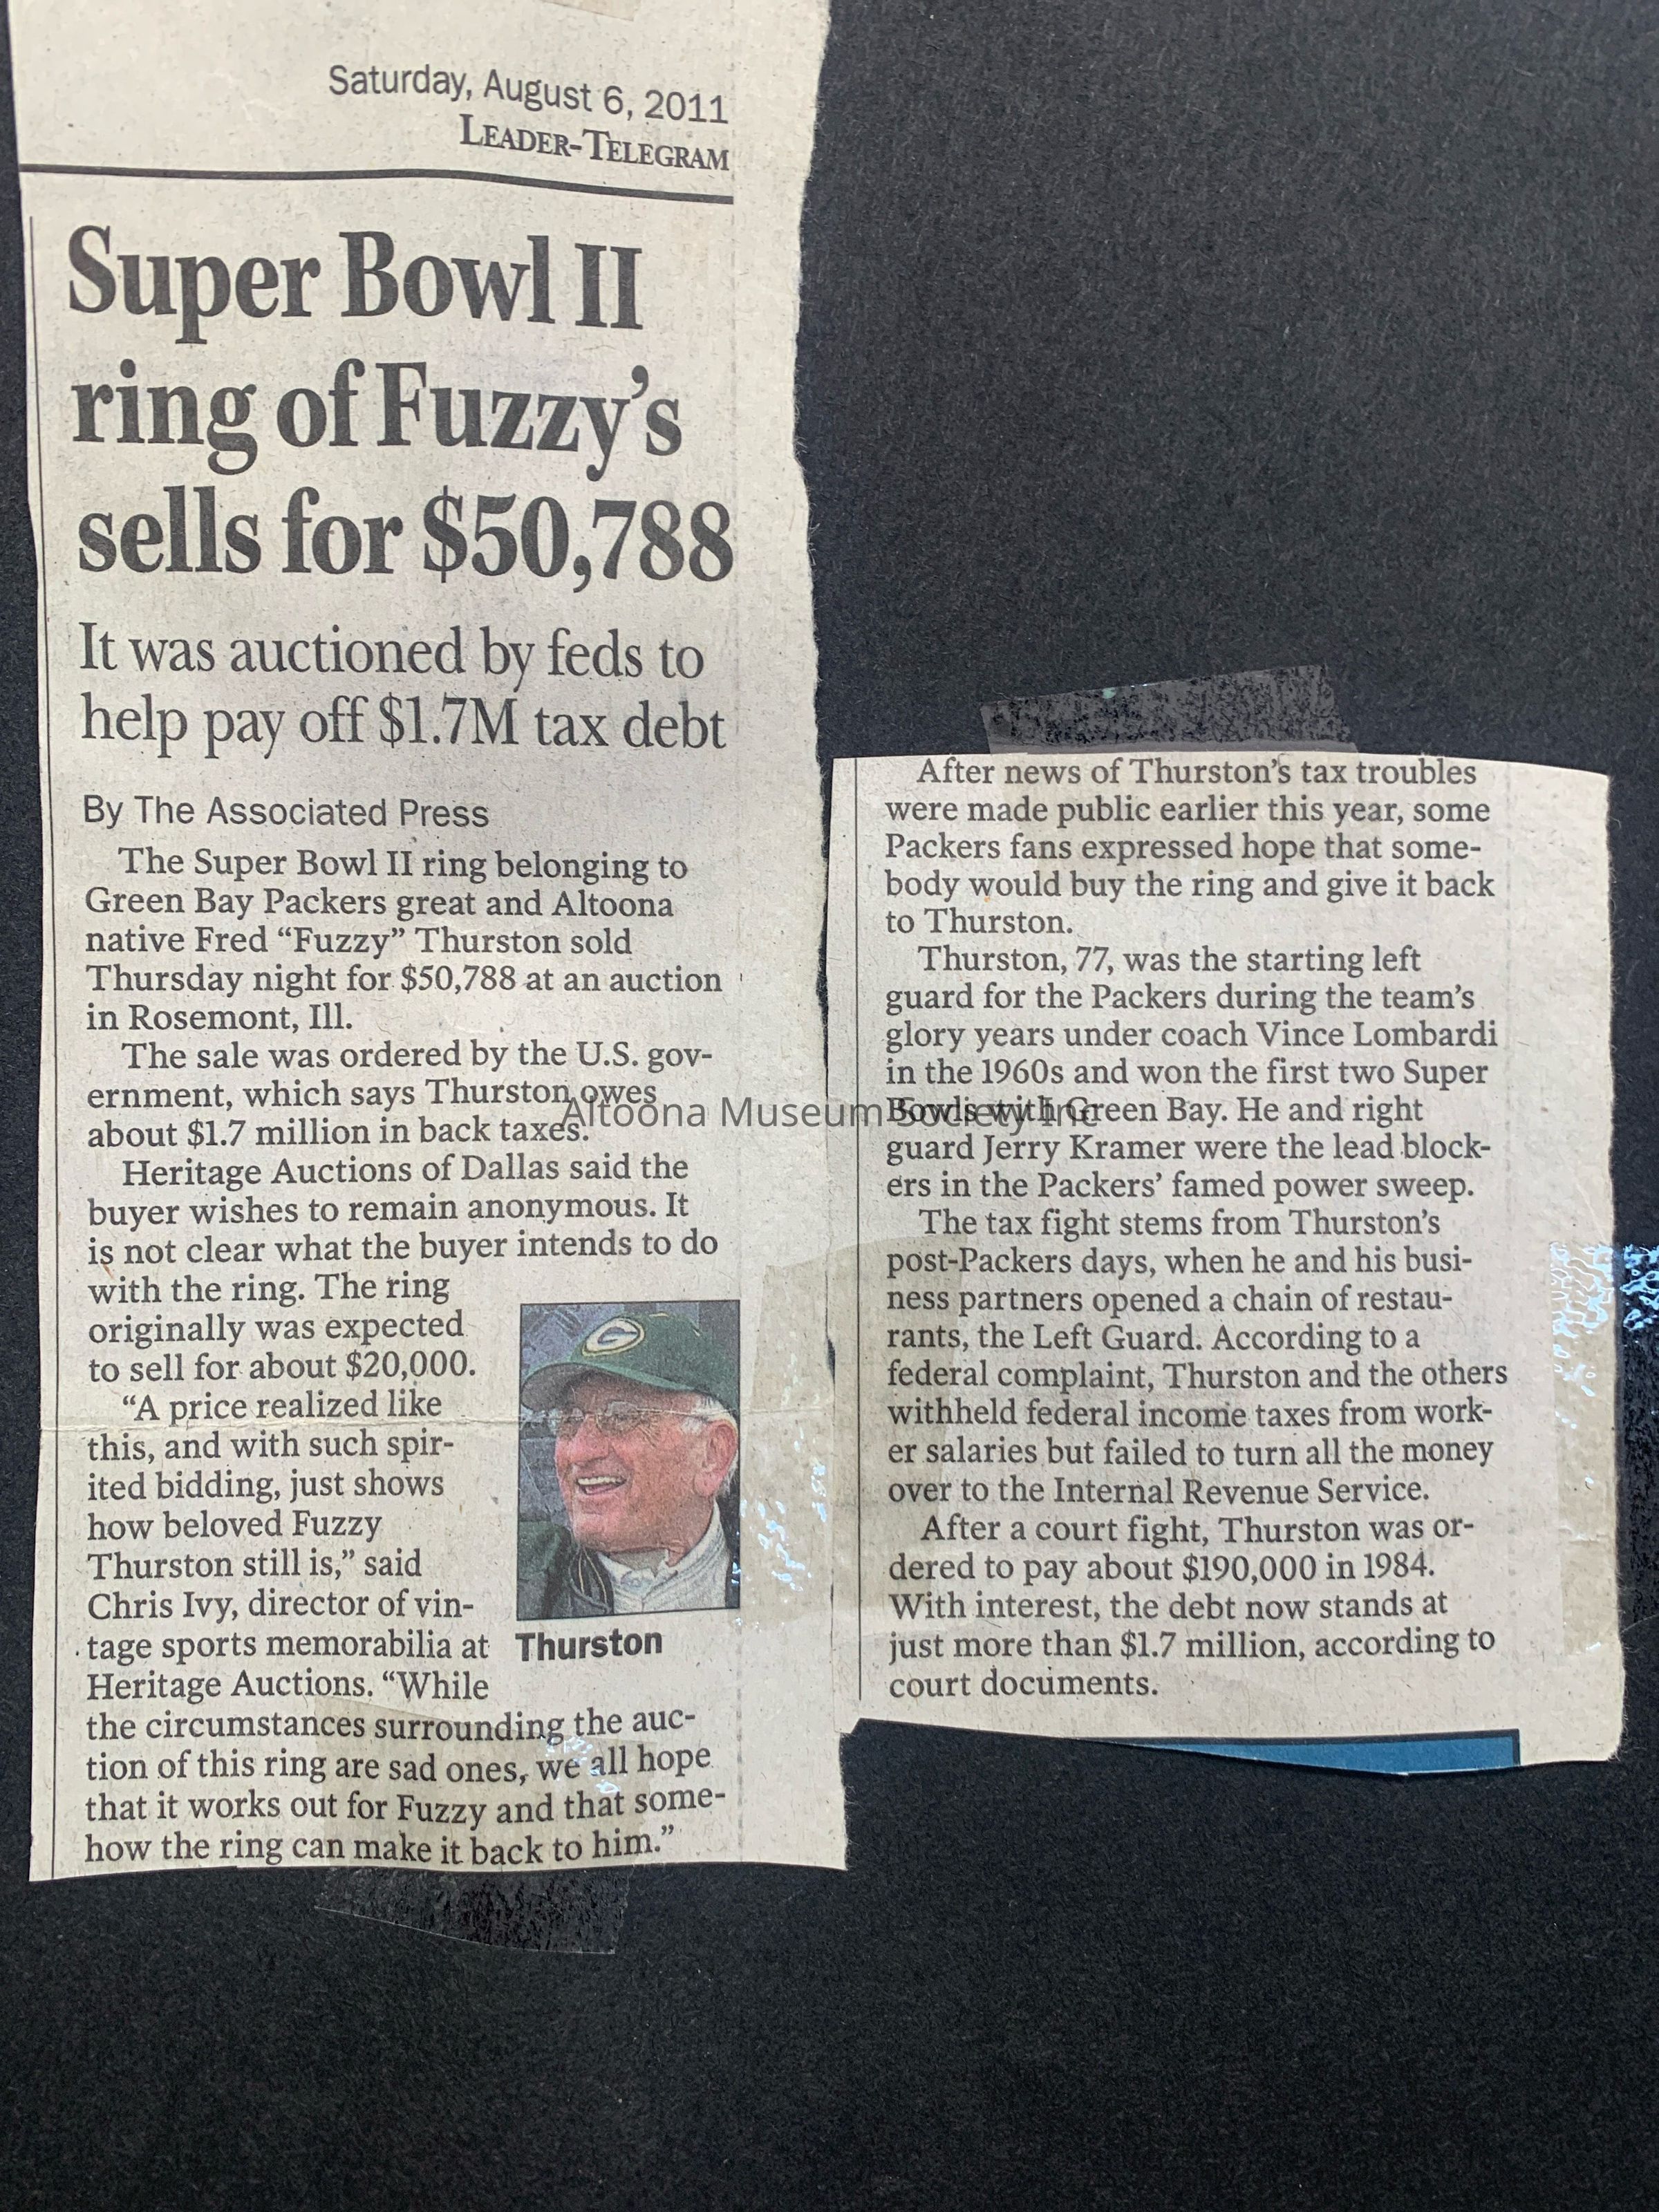 Saturday, August 6, 2011
LEADER-TELEGRAM
Super Bowl II
ring of Fuzzy's
sells for $50,788
It was auctioned by feds to
help pay off $1.7M tax debt
By The Associated Press
The Super Bowl II ring belonging to
Green Bay Packers great and Altoona
native Fred “Fuzzy” Thurston sold
Thursday night for $50,788 at an auction
in Rosemont, Ill.
The sale was ordered by the U.S. gov-
ernment, which says Thurston owes
about $1.7 million in back taxes.
Heritage Auctions of Dallas said the
buyer wishes to remain anonymous. It
is not clear what the buyer intends to do
with the ring. The ring
originally was expected
to sell for about $20,000.
“A price realized like
this, and with such spir-
ited bidding, just shows
how beloved Fuzzy
Thurston still is,” said
Chris Ivy, director of vin-
tage sports memorabilia at
Heritage Auctions. “While
the circumstances surrounding the auc-
tion of this ring are sad ones, we all hope
that it works out for Fuzzy and that some-
how the ring can make it back to him.”
G
Thurston
After news of Thurston's tax troubles
were made public earlier this year, some
Packers fans expressed hope that some-
body would buy the ring and give it back
to Thurston.
Thurston, 77, was the starting left
guard for the Packers during the team's
glory years under coach Vince Lombardi
in the 1960s and won the first two Super
Bowls with Green Bay. He and right
guard Jerry Kramer were the lead block-
ers in the Packers' famed power sweep.
The tax fight stems from Thurston's
post-Packers days, when he and his busi-
ness partners opened a chain of restau-
rants, the Left Guard. According to a
federal complaint, Thurston and the others
withheld federal income taxes from work-
er salaries but failed to turn all the money
over to the Internal Revenue Service.
After a court fight, Thurston was or-
dered to pay about $190,000 in 1984.
With interest, the debt now stands at
just more than $1.7 million, according to
court documents.
Altoona Museum Society Inc